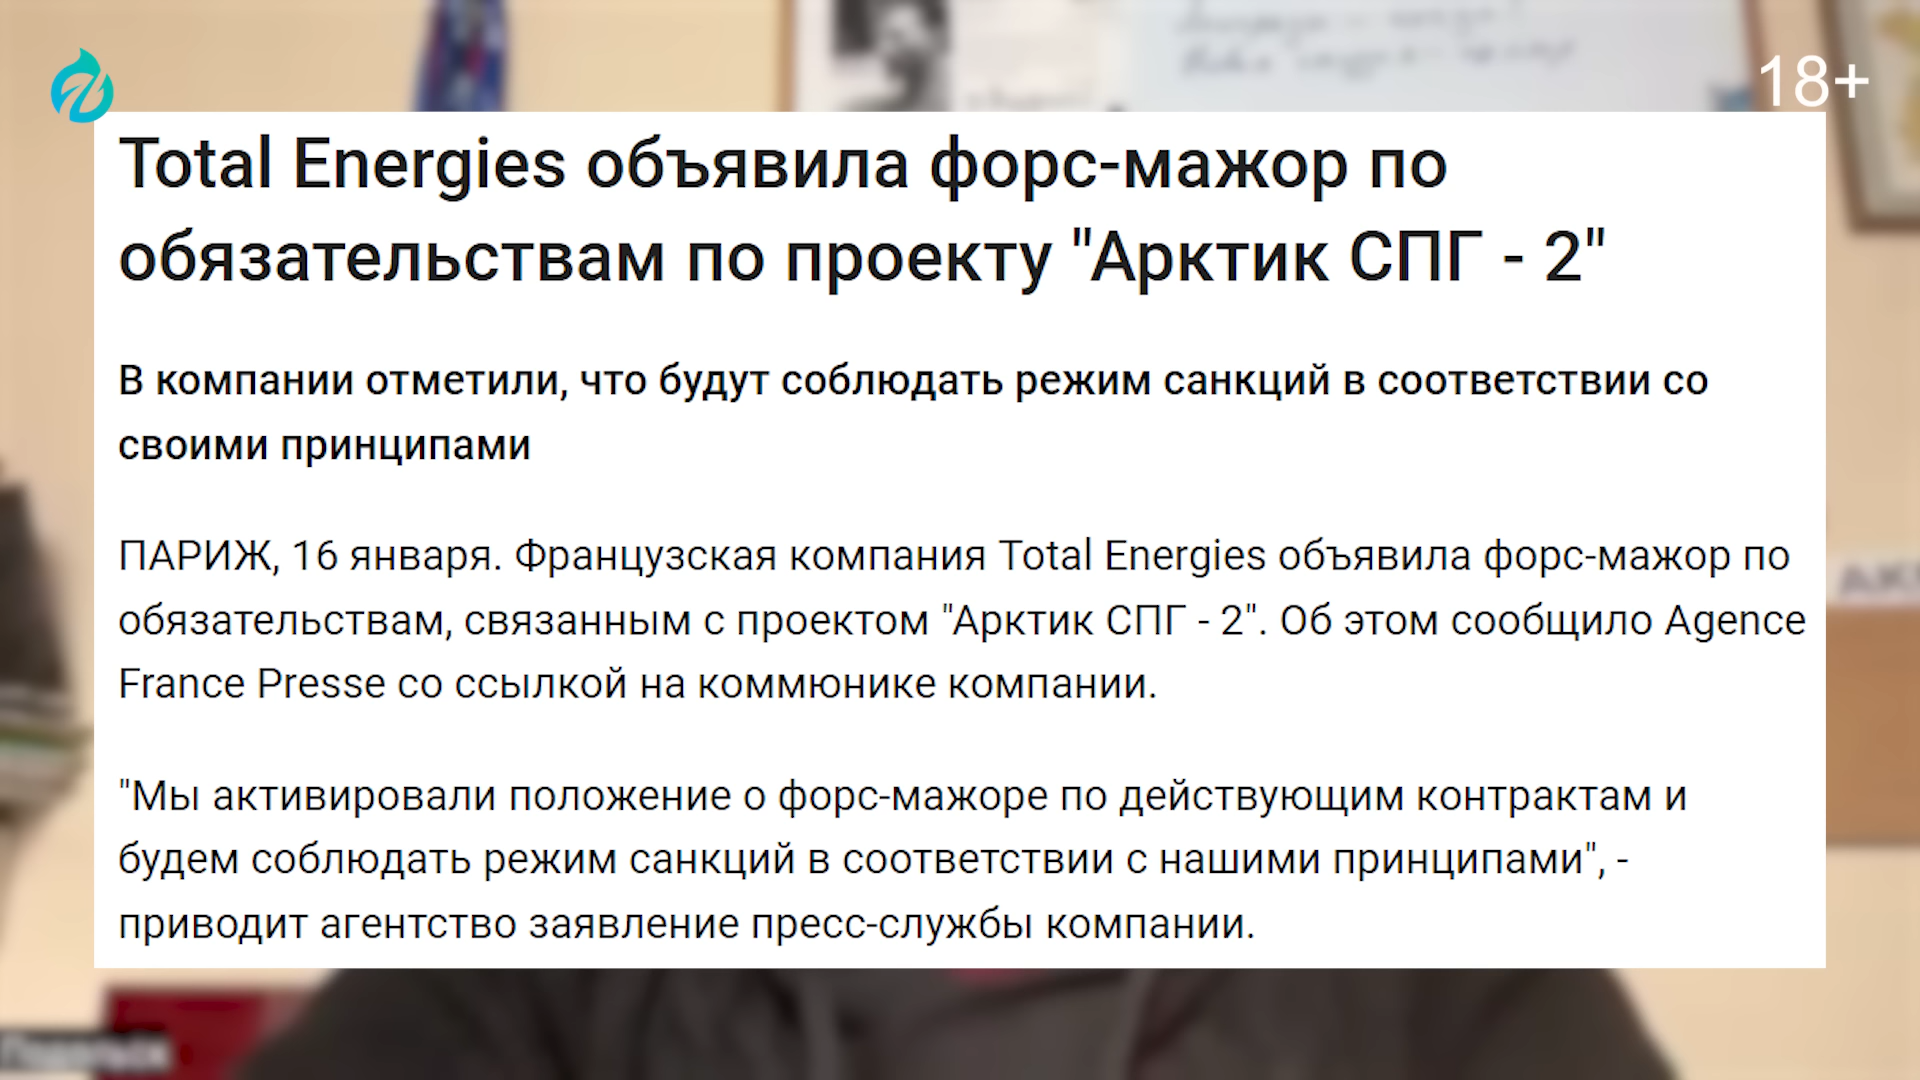 18+
Total Energies объявила форс-мажор по
обязательствам по проекту "Арктик СПГ - 2"
В компании отметили, что будут соблюдать режим санкций в соответствии со
своими принципами
ПАРИЖ, 16 января. Французская компания Total Energies объявила форс-мажор по
обязательствам, связанным с проектом "Арктик СПГ - 2". Об этом сообщило Agence
France Presse со ссылкой на коммюнике компании.
"Мы активировали положение о форс-мажоре по действующим контрактам и
будем соблюдать режим санкций в соответствии с нашими принципами", -
приводит агентство заявление пресс-службы компании.